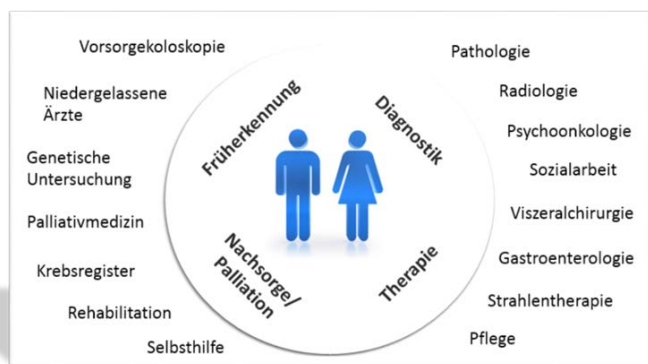 Vorsorgekoloskopie
Niedergelassene
Ärzte
Genetische
Untersuchung
Palliativmedizin
Krebsregister
Rehabilitation
Selbsthilfe
Früherkennung
Diagnostik
Nachsorge/
Palliation
Therapie
Pathologie
Radiologie
Psychoonkologie
Sozialarbeit
Viszeralchirurgie
Gastroenterologie
Strahlentherapie
Pflege